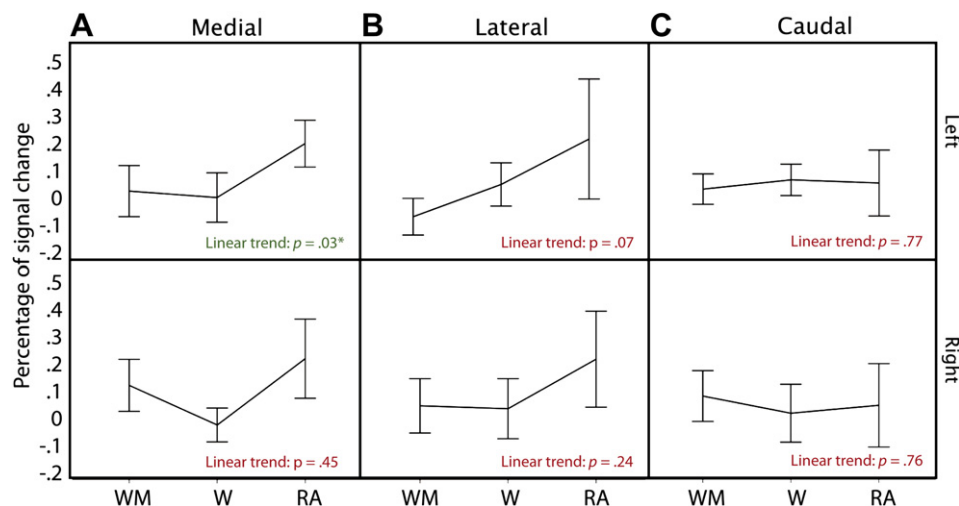 A Medial B Lateral C Caudal
Percentage of signal change
.5
.4
.3
.2
.1
0
-.1
-.2
Linear trend: p = .03*
Linear trend: p = .07
Linear trend: p = .77
Left
.5
.4
.3
.2
.1
0
-.1
-.2
Linear trend: p = .45
Linear trend: p = .24
Linear trend: p = .76
Right
WM W RA WM W RA WM W RA